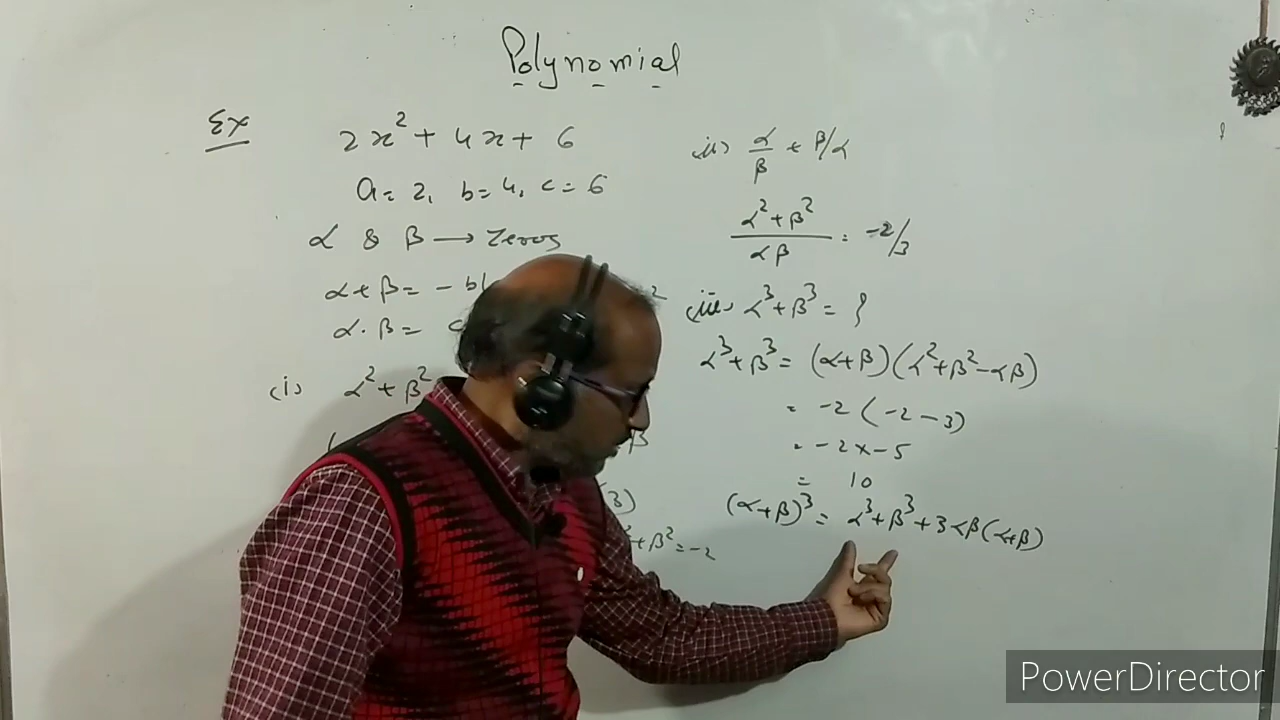 Polynomial
Ex
2x² + 4x + 6
a = 2, b = 4, c = 6
α & β → Zeros
α + β = - b/
α · β = c
(i) α² + β²
β
3)
+ β² = -2
(ii) α/β + β/α
(α² + β²)/(αβ) = -2/3
(iii) α³ + β³ = ?
α³ + β³ = (α+β)(α² + β² - αβ)
= -2 ( -2 - 3)
= -2 × -5
= 10
(α+β)³ = α³ + β³ + 3αβ(α+β)
PowerDirector